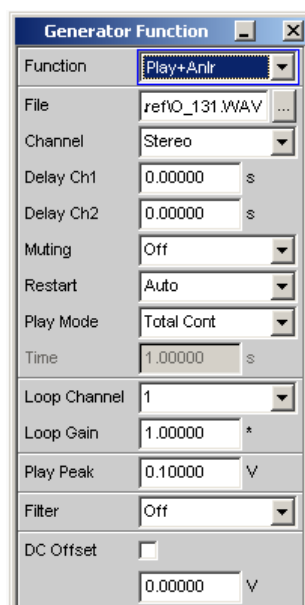 Generator Function
Function Play+Anlr
File ref\O_131.WAV ...
Channel Stereo
Delay Ch1 0.00000 s
Delay Ch2 0.00000 s
Muting Off
Restart Auto
Play Mode Total Cont
Time 1.00000 s
Loop Channel 1
Loop Gain 1.00000 *
Play Peak 0.10000 V
Filter Off
DC Offset
0.00000 V